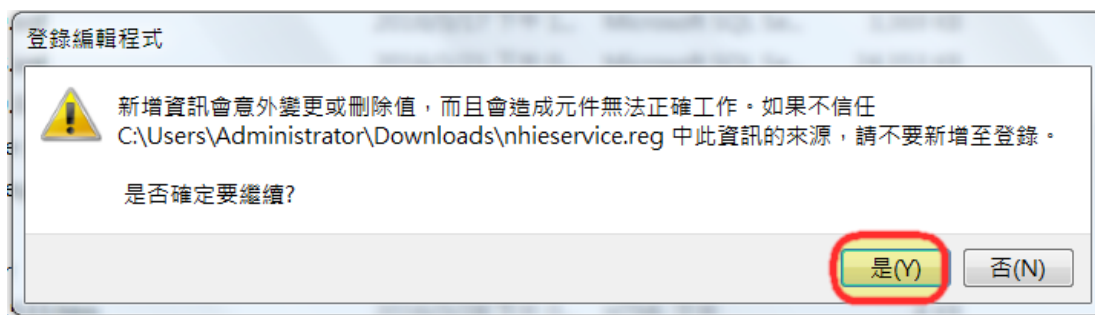 登錄編輯程式
新增資訊會意外變更或刪除值，而且會造成元件無法正確工作。如果不信任
C:\Users\Administrator\Downloads\nhieservice.reg 中此資訊的來源，請不要新增至登錄。
是否確定要繼續?
是(Y) 否(N)